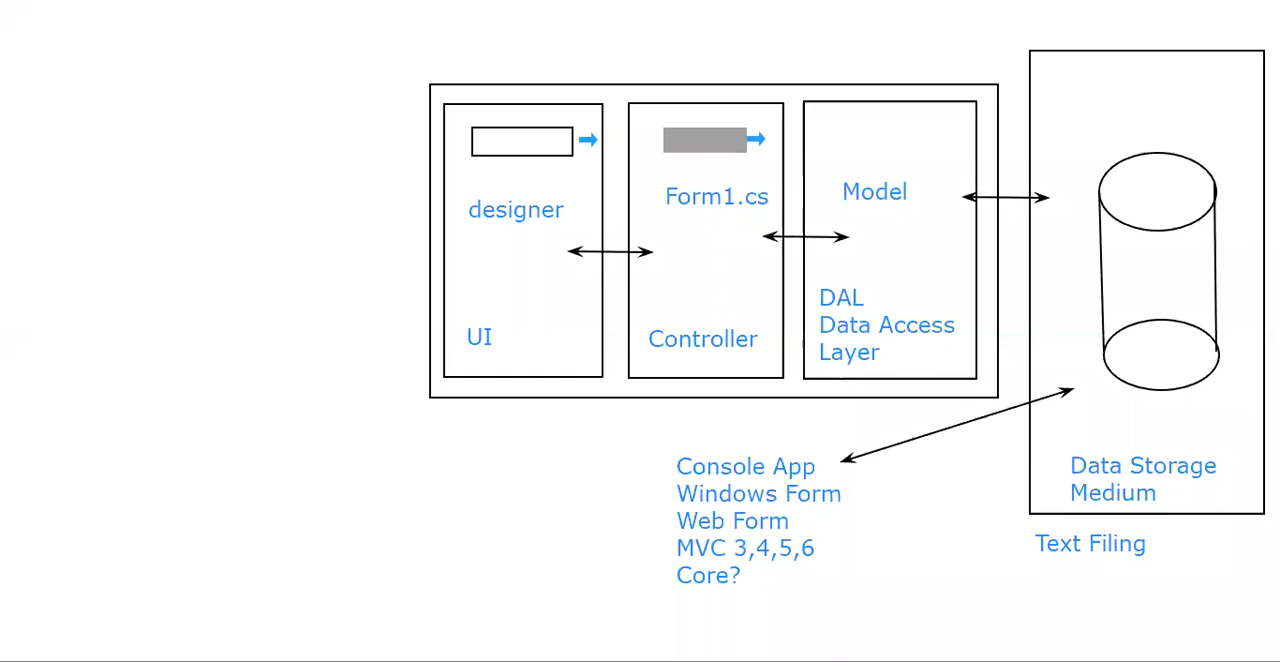 designer
UI
Form1.cs
Controller
Model
DAL
Data Access
Layer
Console App
Windows Form
Web Form
MVC 3,4,5,6
Core?
Data Storage
Medium
Text Filing